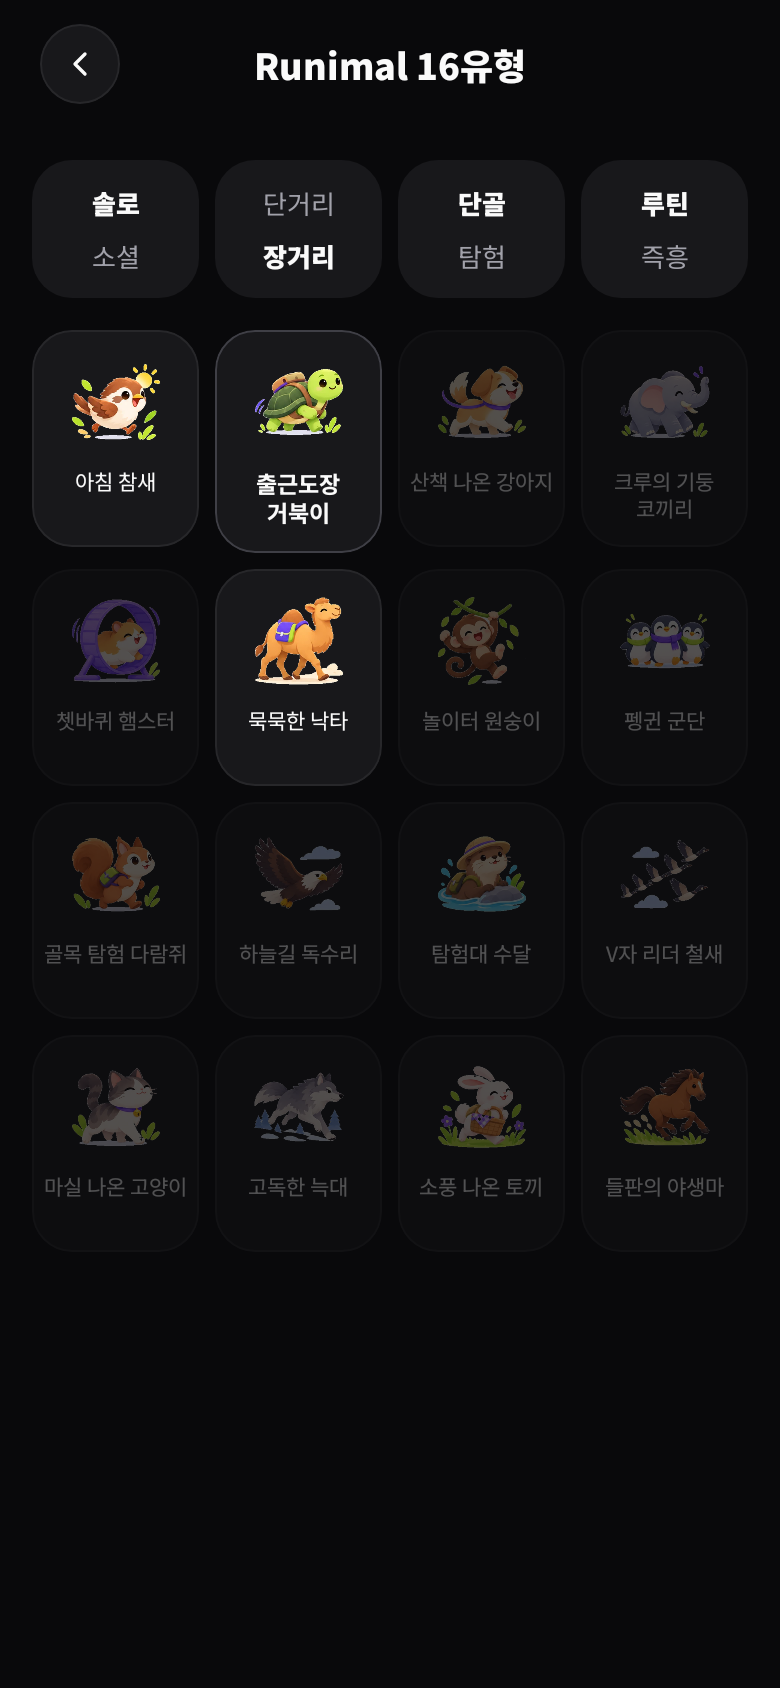 Runimal 16유형
솔로
소셜
단거리
장거리
단골
탐험
루틴
즉흥
아침 참새
출근도장
거북이
산책 나온 강아지
크루의 기둥
코끼리
쳇바퀴 햄스터
묵묵한 낙타
놀이터 원숭이
펭귄 군단
골목 탐험 다람쥐
하늘길 독수리
탐험대 수달
V자 리더 철새
마실 나온 고양이
고독한 늑대
소풍 나온 토끼
들판의 야생마